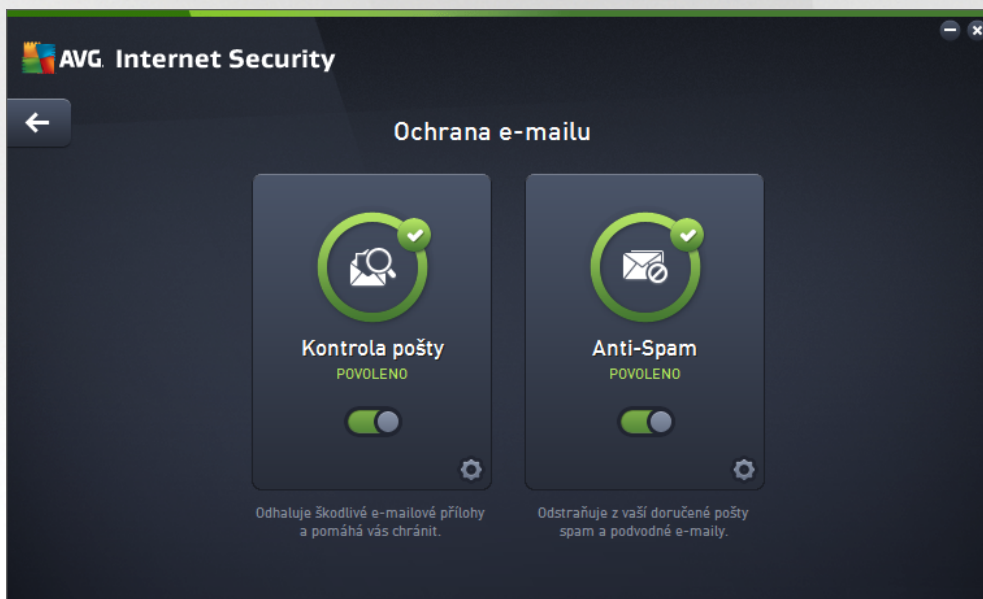 AVG. Internet Security
Ochrana e-mailu
Kontrola pošty
POVOLENO
Odhaluje škodlivé e-mailové přílohy
a pomáhá vás chránit.
Anti-Spam
POVOLENO
Odstraňuje z vaší doručené pošty
spam a podvodné e-maily.